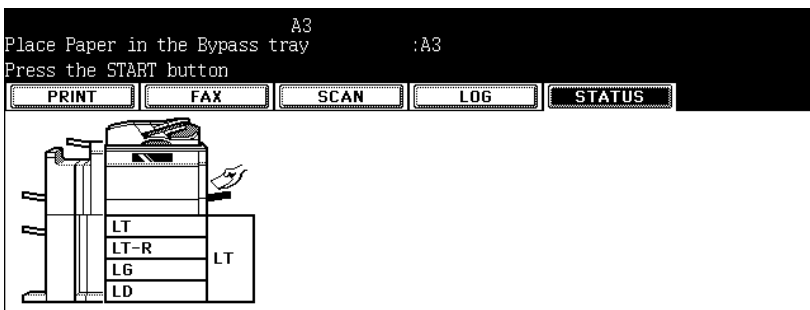 A3
Place Paper in the Bypass tray :A3
Press the START button
PRINT FAX SCAN LOG STATUS
LT
LT-R
LG
LD
LT